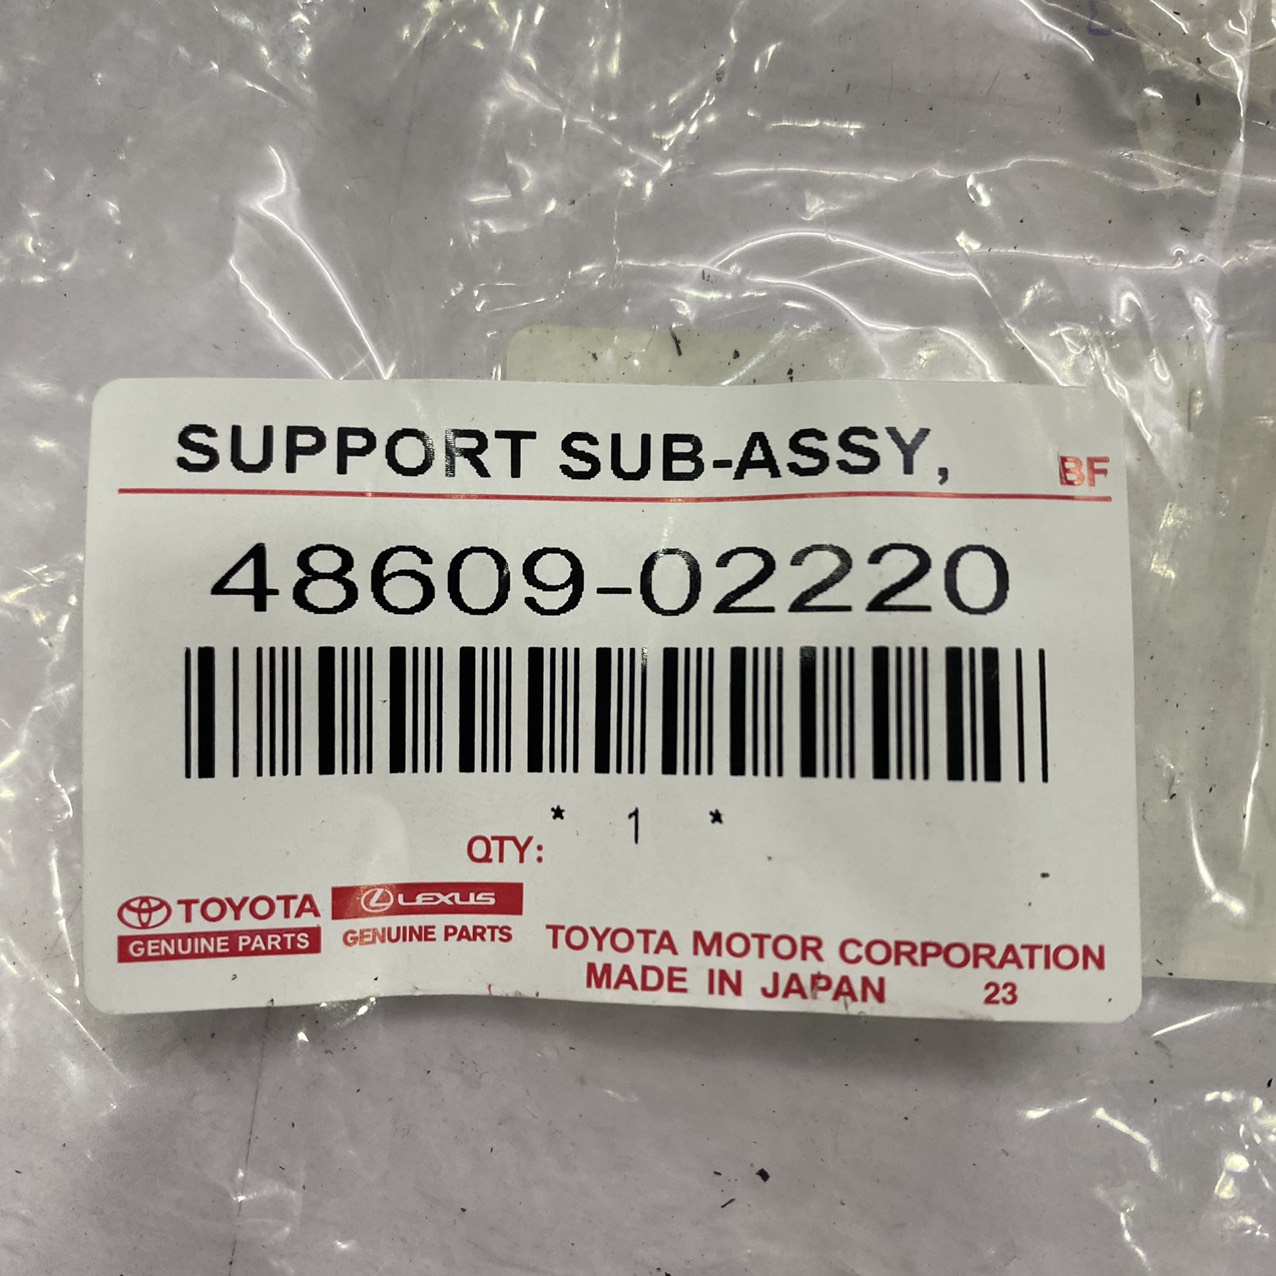 SUPPORT SUB-ASSY,
BF
48609-02220
* 1 *
QTY:
TOYOTA
GENUINE PARTS
LEXUS
GENUINE PARTS
TOYOTA MOTOR CORPORATION
MADE IN JAPAN 23